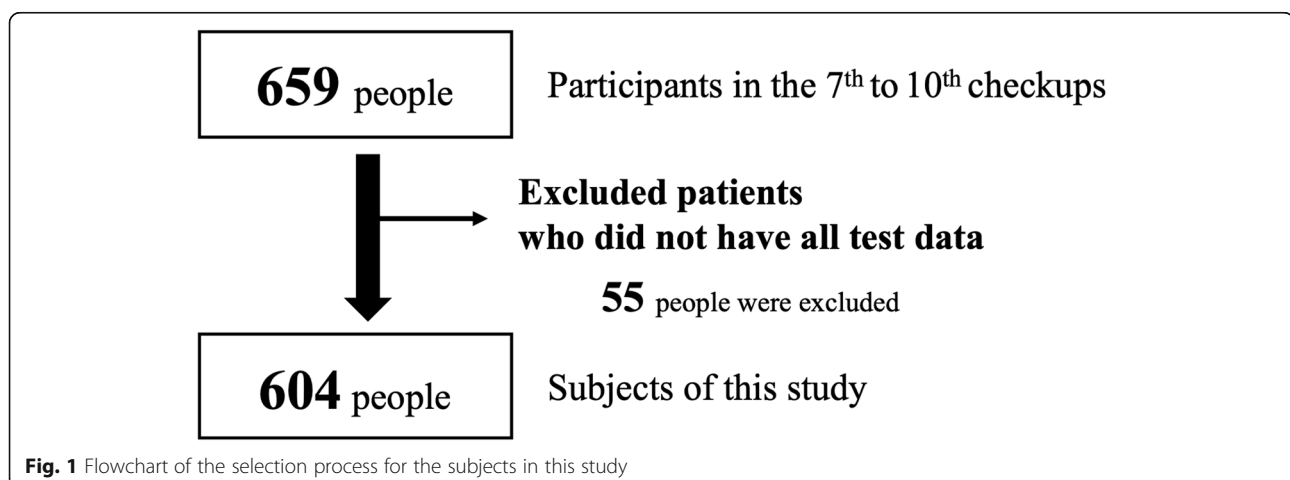 659 people
Participants in the 7th to 10th checkups
Excluded patients
who did not have all test data
55 people were excluded
604 people
Subjects of this study
Fig. 1 Flowchart of the selection process for the subjects in this study